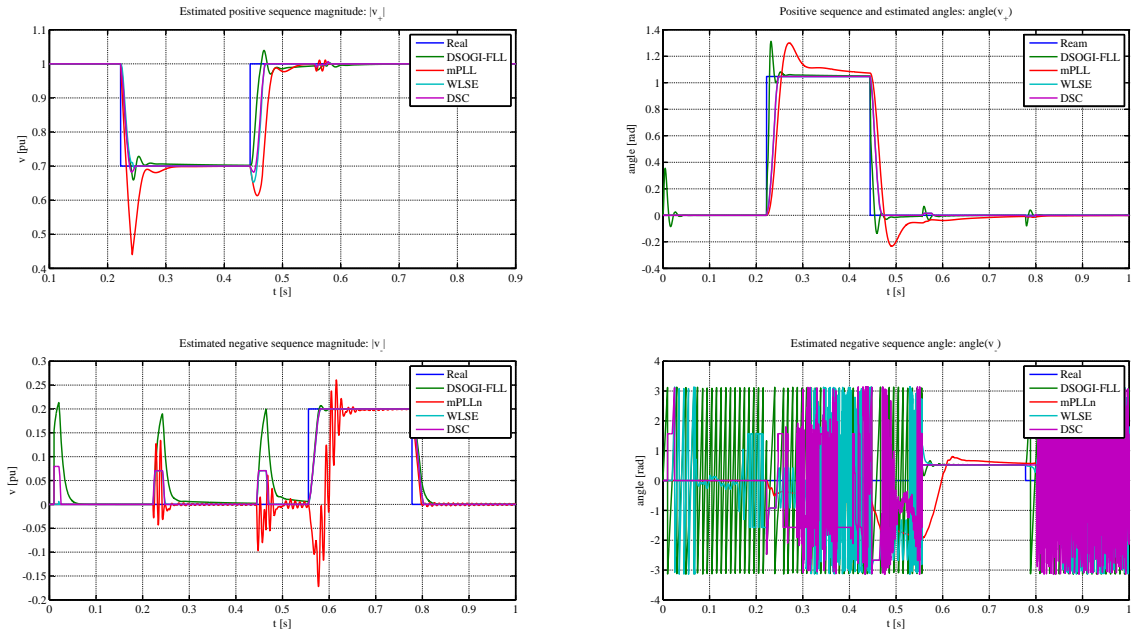 Estimated positive sequence magnitude: |v+|
1.1
1
0.9
0.8
0.7
0.6
0.5
0.4
v [pu]
0.1 0.2 0.3 0.4 0.5 0.6 0.7 0.8 0.9
t [s]
Real
DSOGI-FLL
mPLL
WLSE
DSC
Positive sequence and estimated angles: angle(v+)
1.4
1.2
1
0.8
0.6
0.4
0.2
0
-0.2
-0.4
angle [rad]
0 0.1 0.2 0.3 0.4 0.5 0.6 0.7 0.8 0.9 1
t [s]
Ream
DSOGI-FLL
mPLL
WLSE
DSC
Estimated negative sequence magnitude: |v-|
0.3
0.25
0.2
0.15
0.1
0.05
0
-0.05
-0.1
-0.15
-0.2
v [pu]
0 0.1 0.2 0.3 0.4 0.5 0.6 0.7 0.8 0.9 1
t [s]
Real
DSOGI-FLL
mPLLn
WLSE
DSC
Estimated negative sequence angle: angle(v-)
4
3
2
1
0
-1
-2
-3
-4
angle [rad]
0 0.1 0.2 0.3 0.4 0.5 0.6 0.7 0.8 0.9 1
t [s]
Real
DSOGI-FLL
mPLLn
WLSE
DSC